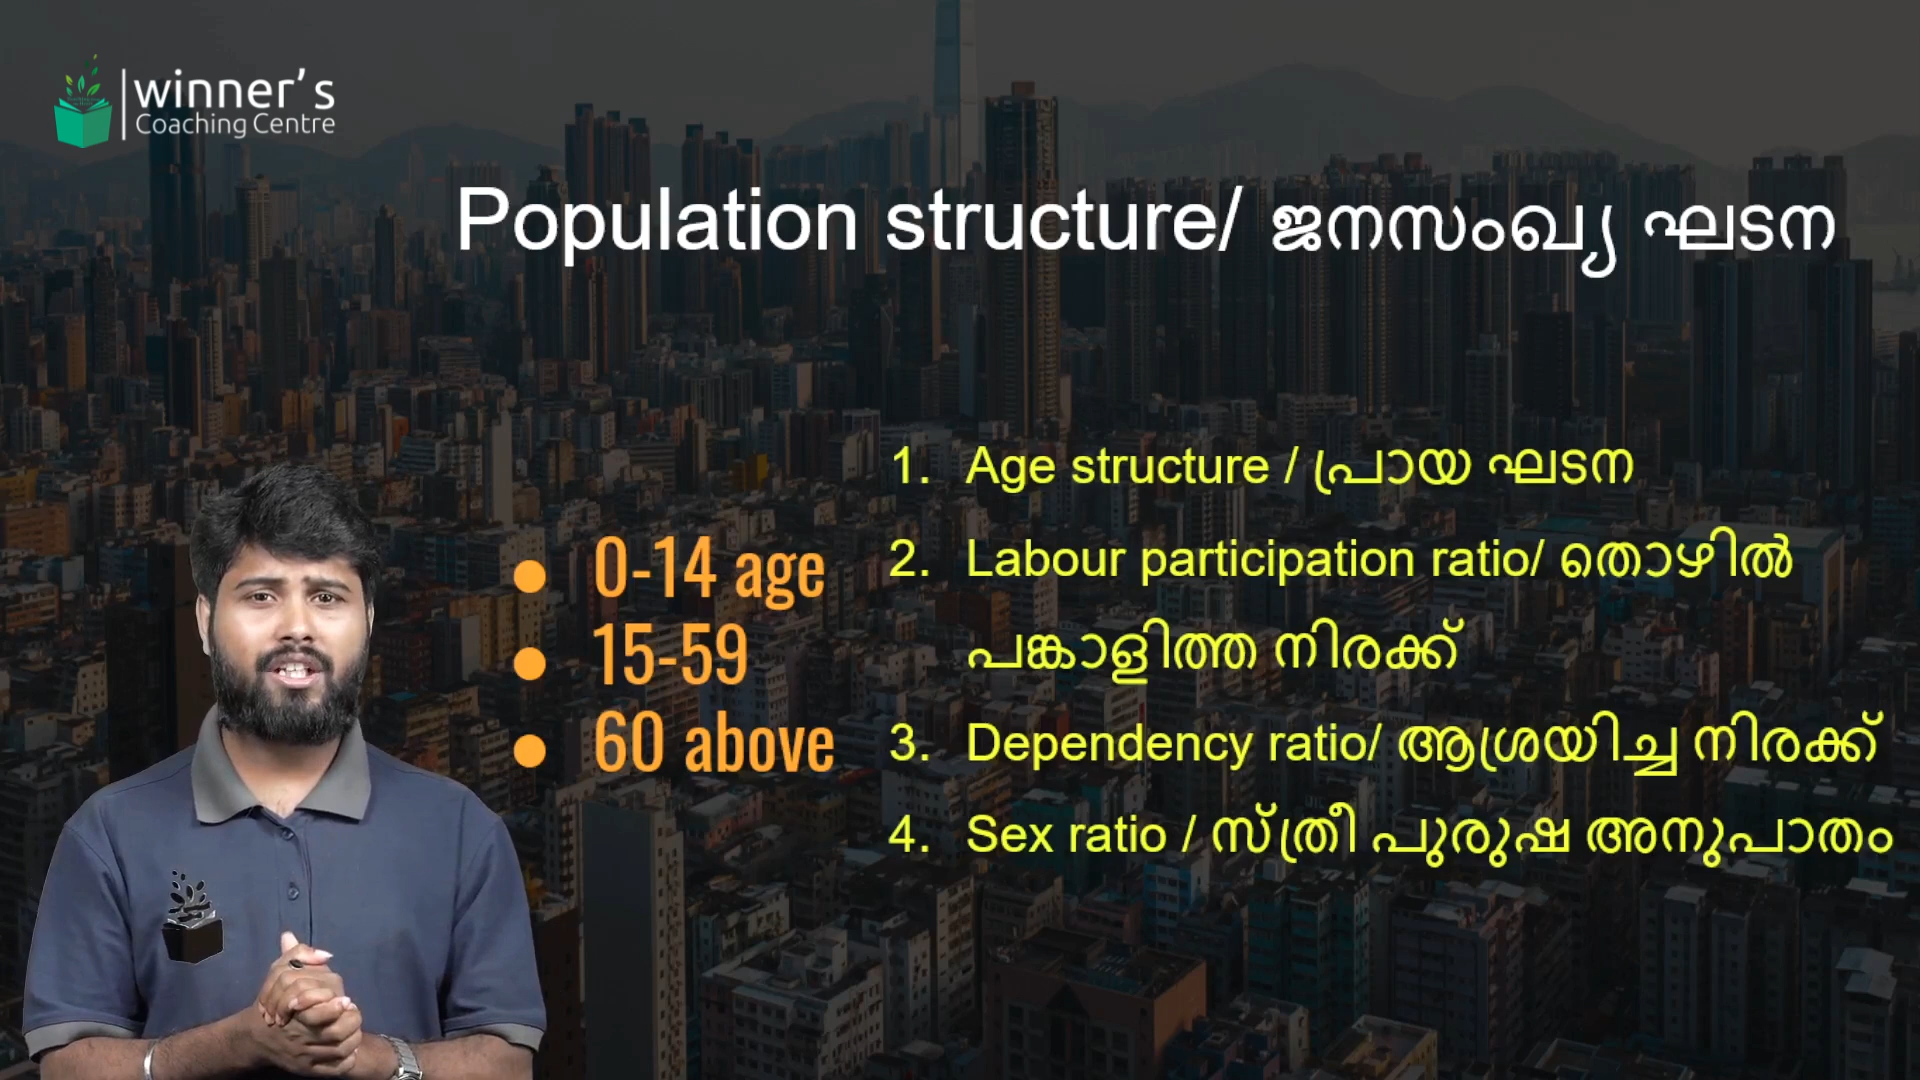 winner's
Coaching Centre
Population structure/ ജനസംഖ്യ ഘടന
0-14 age
15-59
60 above
1. Age structure / പ്രായ ഘടന
2. Labour participation ratio/ തൊഴിൽ
പങ്കാളിത്ത നിരക്ക്
3. Dependency ratio/ ആശ്രയിച്ച നിരക്ക്
4. Sex ratio / സ്ത്രീ പുരുഷ അനുപാതം